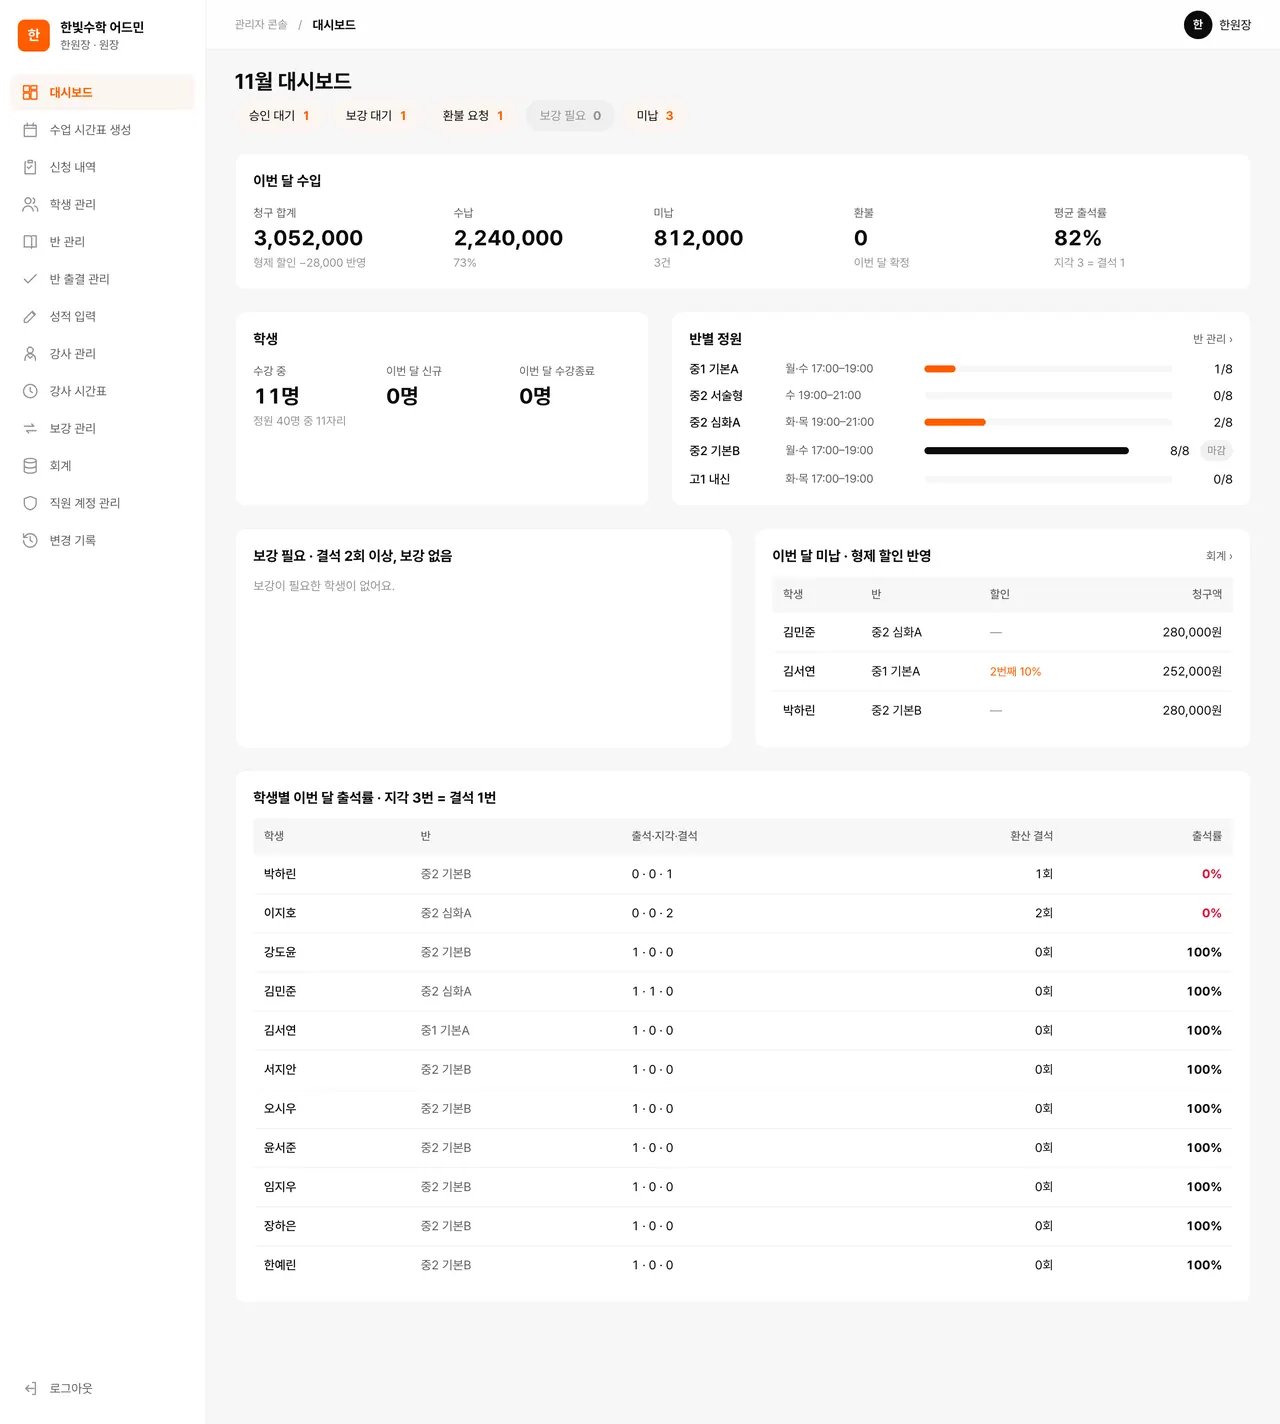 한
한빛수학 어드민
한원장 · 원장
대시보드
수업 시간표 생성
신청 내역
학생 관리
반 관리
반 출결 관리
성적 입력
강사 관리
강사 시간표
보강 관리
회계
직원 계정 관리
변경 기록
로그아웃
관리자 콘솔 / 대시보드
한 한원장
11월 대시보드
승인 대기 1 보강 대기 1 환불 요청 1 보강 필요 0 미납 3
이번 달 수입
청구 합계 수납 미납 환불 평균 출석률
3,052,000 2,240,000 812,000 0 82%
형제 할인 −28,000 반영 73% 3건 이번 달 확정 지각 3 = 결석 1
학생
수강 중 이번 달 신규 이번 달 수강종료
11명 0명 0명
정원 40명 중 11자리
반별 정원 반 관리 ›
중1 기본A 월·수 17:00–19:00 1/8
중2 서술형 수 19:00–21:00 0/8
중2 심화A 화·목 19:00–21:00 2/8
중2 기본B 월·수 17:00–19:00 8/8 마감
고1 내신 화·목 17:00–19:00 0/8
보강 필요 · 결석 2회 이상, 보강 없음
보강이 필요한 학생이 없어요.
이번 달 미납 · 형제 할인 반영 회계 ›
학생 반 할인 청구액
김민준 중2 심화A — 280,000원
김서연 중1 기본A 2번째 10% 252,000원
박하린 중2 기본B — 280,000원
학생별 이번 달 출석률 · 지각 3번 = 결석 1번
학생 반 출석·지각·결석 환산 결석 출석률
박하린 중2 기본B 0 · 0 · 1 1회 0%
이지호 중2 심화A 0 · 0 · 2 2회 0%
강도윤 중2 기본B 1 · 0 · 0 0회 100%
김민준 중2 심화A 1 · 1 · 0 0회 100%
김서연 중1 기본A 1 · 0 · 0 0회 100%
서지안 중2 기본B 1 · 0 · 0 0회 100%
오시우 중2 기본B 1 · 0 · 0 0회 100%
윤서준 중2 기본B 1 · 0 · 0 0회 100%
임지우 중2 기본B 1 · 0 · 0 0회 100%
장하은 중2 기본B 1 · 0 · 0 0회 100%
한예린 중2 기본B 1 · 0 · 0 0회 100%